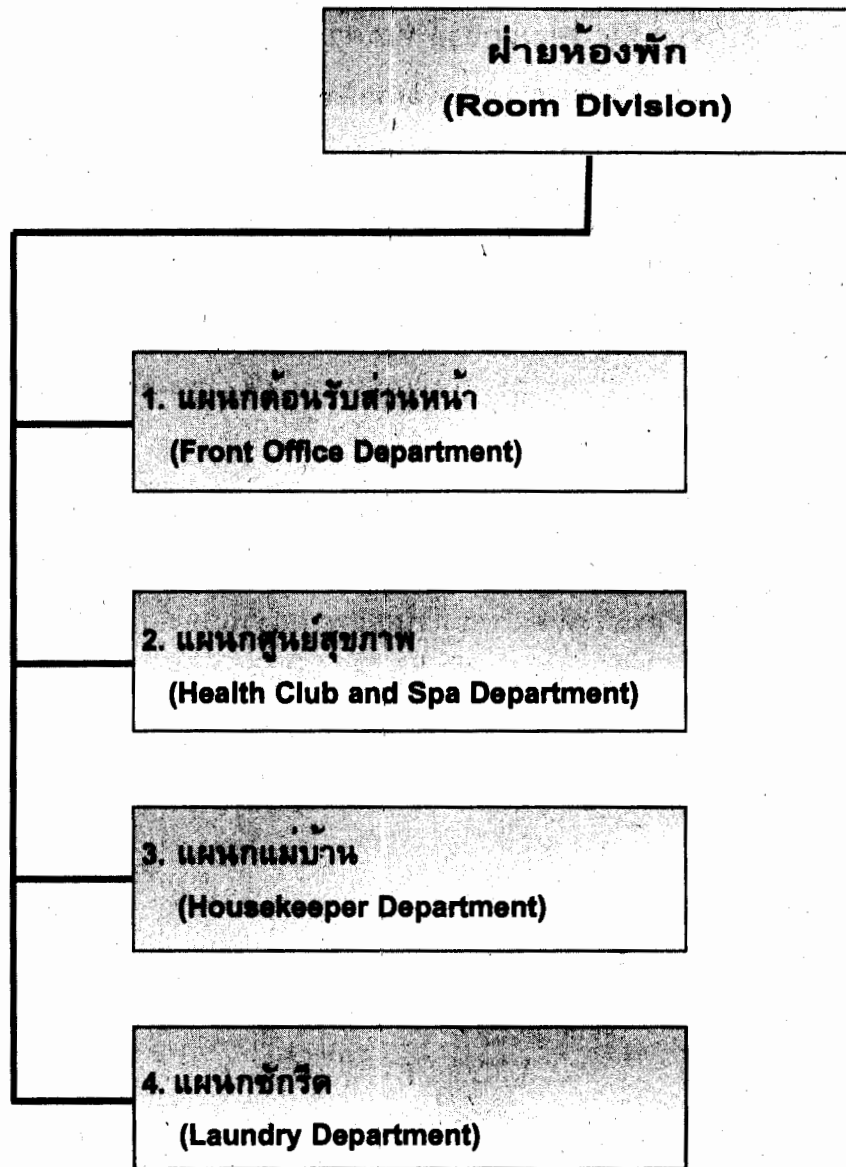 ฝ่ายห้องพัก
(Room Division)
1. แผนกต้อนรับส่วนหน้า
(Front Office Department)
2. แผนกศูนย์สุขภาพ
(Health Club and Spa Department)
3. แผนกแม่บ้าน
(Housekeeper Department)
4. แผนกซักรีด
(Laundry Department)